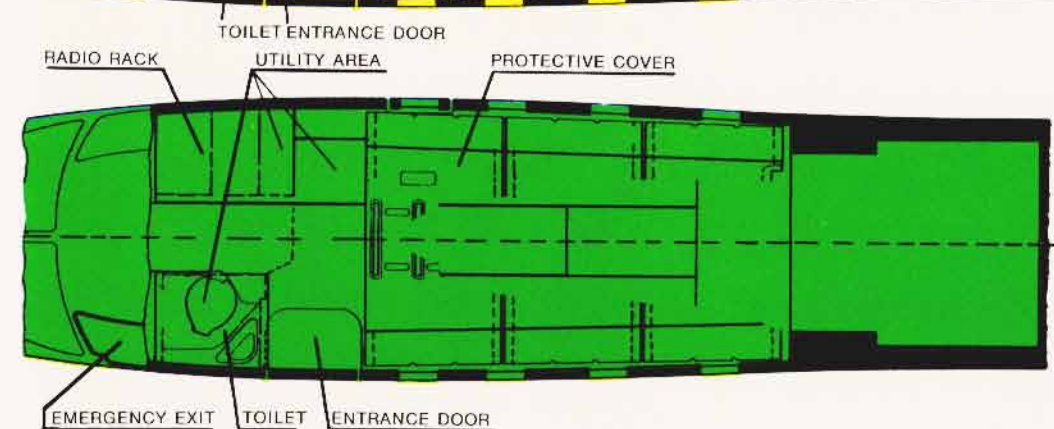 TOILET ENTRANCE DOOR
RADIO RACK UTILITY AREA PROTECTIVE COVER
EMERGENCY EXIT TOILET ENTRANCE DOOR